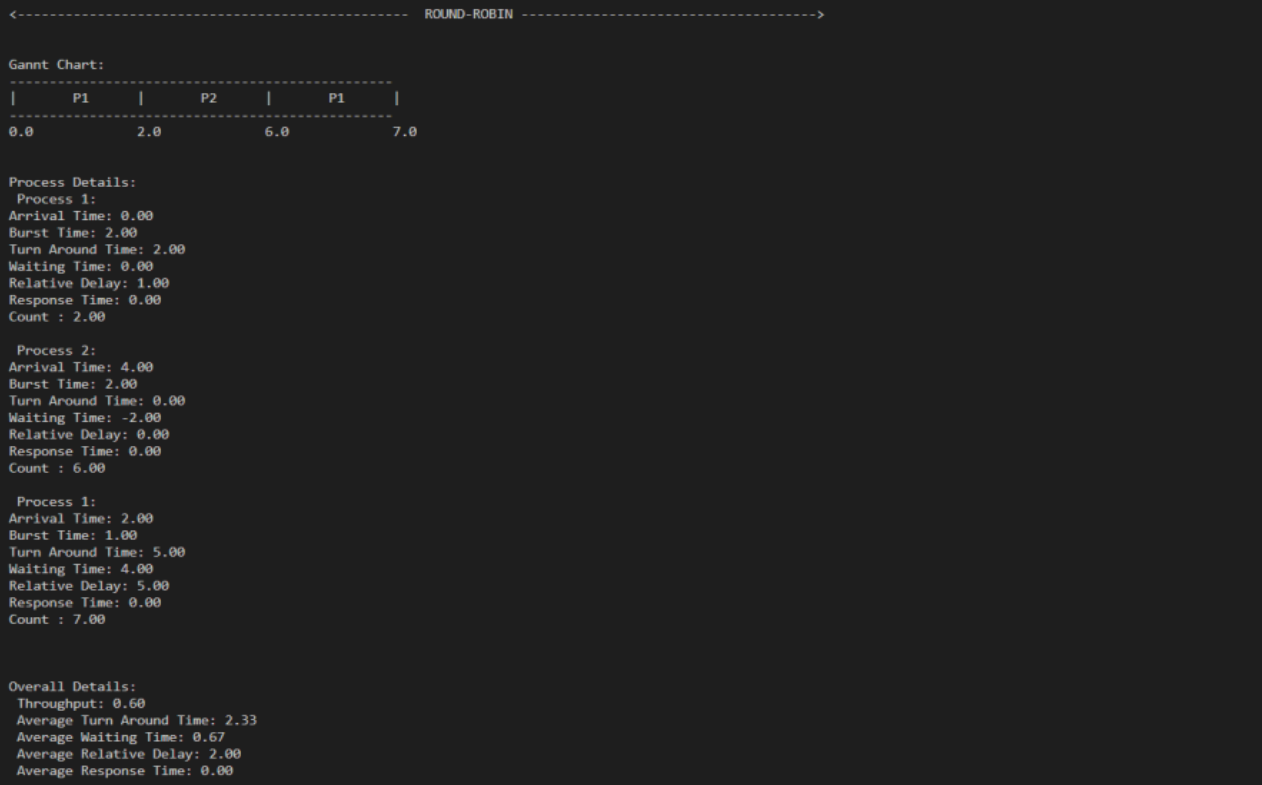 <------------------------------------------------- ROUND-ROBIN ------------------------------------->
Gannt Chart:
------------------------------------------------
| P1 | P2 | P1 |
------------------------------------------------
0.0 2.0 6.0 7.0
Process Details:
Process 1:
Arrival Time: 0.00
Burst Time: 2.00
Turn Around Time: 2.00
Waiting Time: 0.00
Relative Delay: 1.00
Response Time: 0.00
Count : 2.00
Process 2:
Arrival Time: 4.00
Burst Time: 2.00
Turn Around Time: 0.00
Waiting Time: -2.00
Relative Delay: 0.00
Response Time: 0.00
Count : 6.00
Process 1:
Arrival Time: 2.00
Burst Time: 1.00
Turn Around Time: 5.00
Waiting Time: 4.00
Relative Delay: 5.00
Response Time: 0.00
Count : 7.00
Overall Details:
Throughput: 0.60
Average Turn Around Time: 2.33
Average Waiting Time: 0.67
Average Relative Delay: 2.00
Average Response Time: 0.00